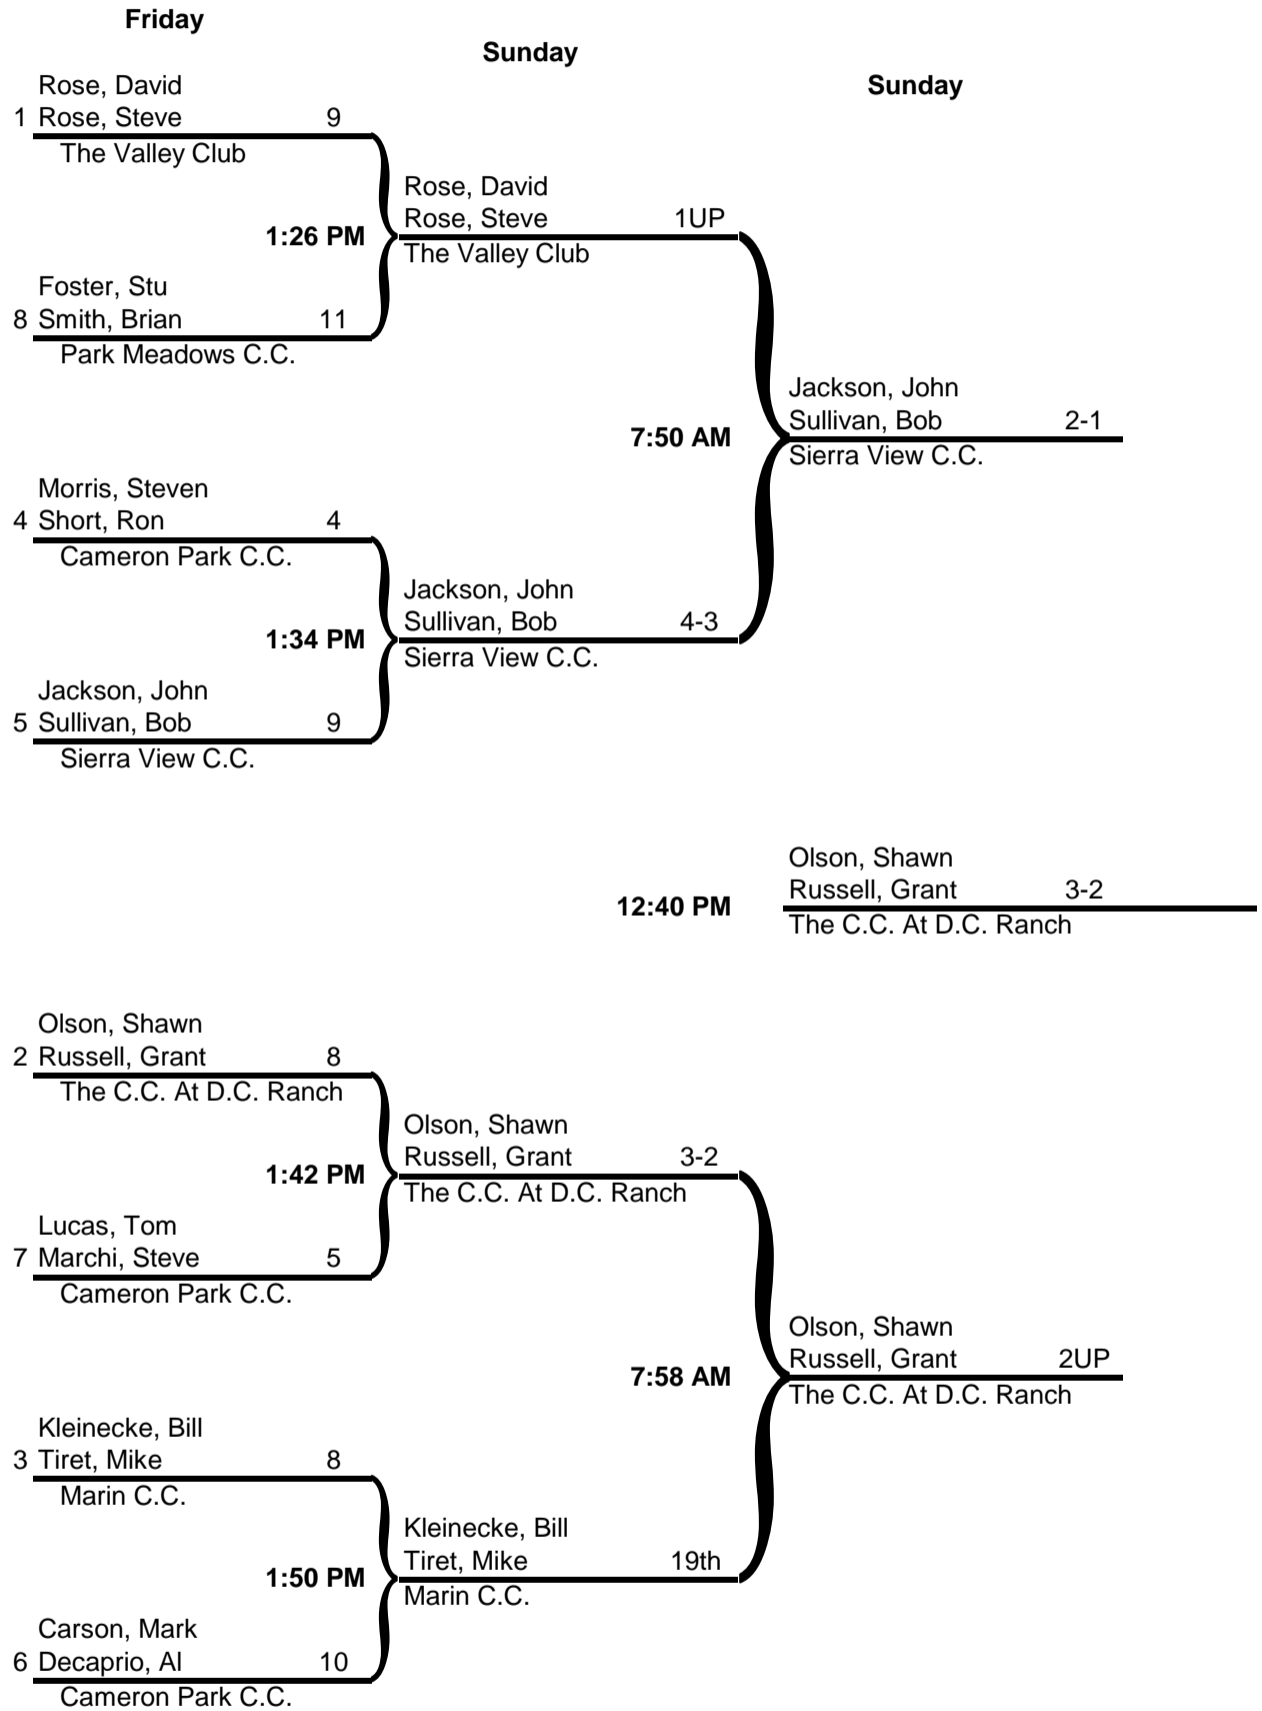 Friday
Sunday
Sunday
Rose, David
1 Rose, Steve 9
The Valley Club
Rose, David
Rose, Steve 1UP
1:26 PM
The Valley Club
Foster, Stu
8 Smith, Brian 11
Park Meadows C.C.
Jackson, John
Sullivan, Bob 2-1
7:50 AM
Sierra View C.C.
Morris, Steven
4 Short, Ron 4
Cameron Park C.C.
Jackson, John
Sullivan, Bob 4-3
1:34 PM
Sierra View C.C.
Jackson, John
5 Sullivan, Bob 9
Sierra View C.C.
Olson, Shawn
Russell, Grant 3-2
12:40 PM
The C.C. At D.C. Ranch
Olson, Shawn
2 Russell, Grant 8
The C.C. At D.C. Ranch
Olson, Shawn
Russell, Grant 3-2
1:42 PM
The C.C. At D.C. Ranch
Lucas, Tom
7 Marchi, Steve 5
Cameron Park C.C.
Olson, Shawn
Russell, Grant 2UP
7:58 AM
The C.C. At D.C. Ranch
Kleinecke, Bill
3 Tiret, Mike 8
Marin C.C.
Kleinecke, Bill
Tiret, Mike 19th
1:50 PM
Marin C.C.
Carson, Mark
6 Decaprio, Al 10
Cameron Park C.C.